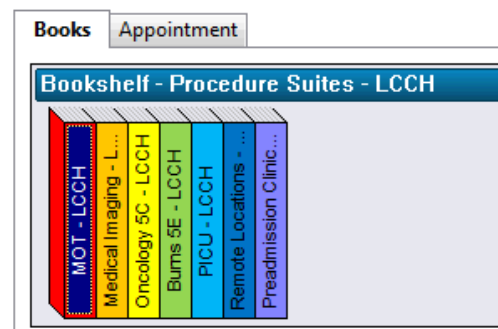 Books
Appointment
Bookshelf - Procedure Suites - LCCH
MOT - LCCH
Medical Imaging - L...
Oncology 5C - LCCH
Burns 5E - LCCH
PICU - LCCH
Remote Locations - ...
Preadmission Clinic...